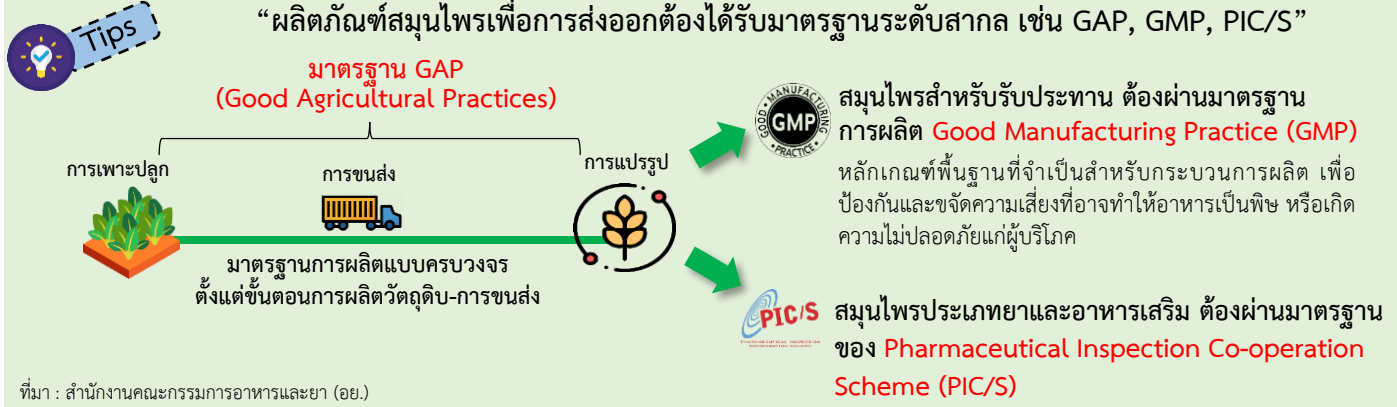 Tips
“ผลิตภัณฑ์สมุนไพรเพื่อการส่งออกต้องได้รับมาตรฐานระดับสากล เช่น GAP, GMP, PIC/S”
มาตรฐาน GAP
(Good Agricultural Practices)
การเพาะปลูก
การขนส่ง
การแปรรูป
มาตรฐานการผลิตแบบครบวงจร
ตั้งแต่ขั้นตอนการผลิตวัตถุดิบ-การขนส่ง
GOOD MANUFACTURING PRACTICE
GMP
สมุนไพรสำหรับรับประทาน ต้องผ่านมาตรฐาน
การผลิต Good Manufacturing Practice (GMP)
หลักเกณฑ์พื้นฐานที่จำเป็นสำหรับกระบวนการผลิต เพื่อ
ป้องกันและขจัดความเสี่ยงที่อาจทำให้อาหารเป็นพิษ หรือเกิด
ความไม่ปลอดภัยแก่ผู้บริโภค
PIC/S
สมุนไพรประเภทยาและอาหารเสริม ต้องผ่านมาตรฐาน
ของ Pharmaceutical Inspection Co-operation
Scheme (PIC/S)
ที่มา : สำนักงานคณะกรรมการอาหารและยา (อย.)